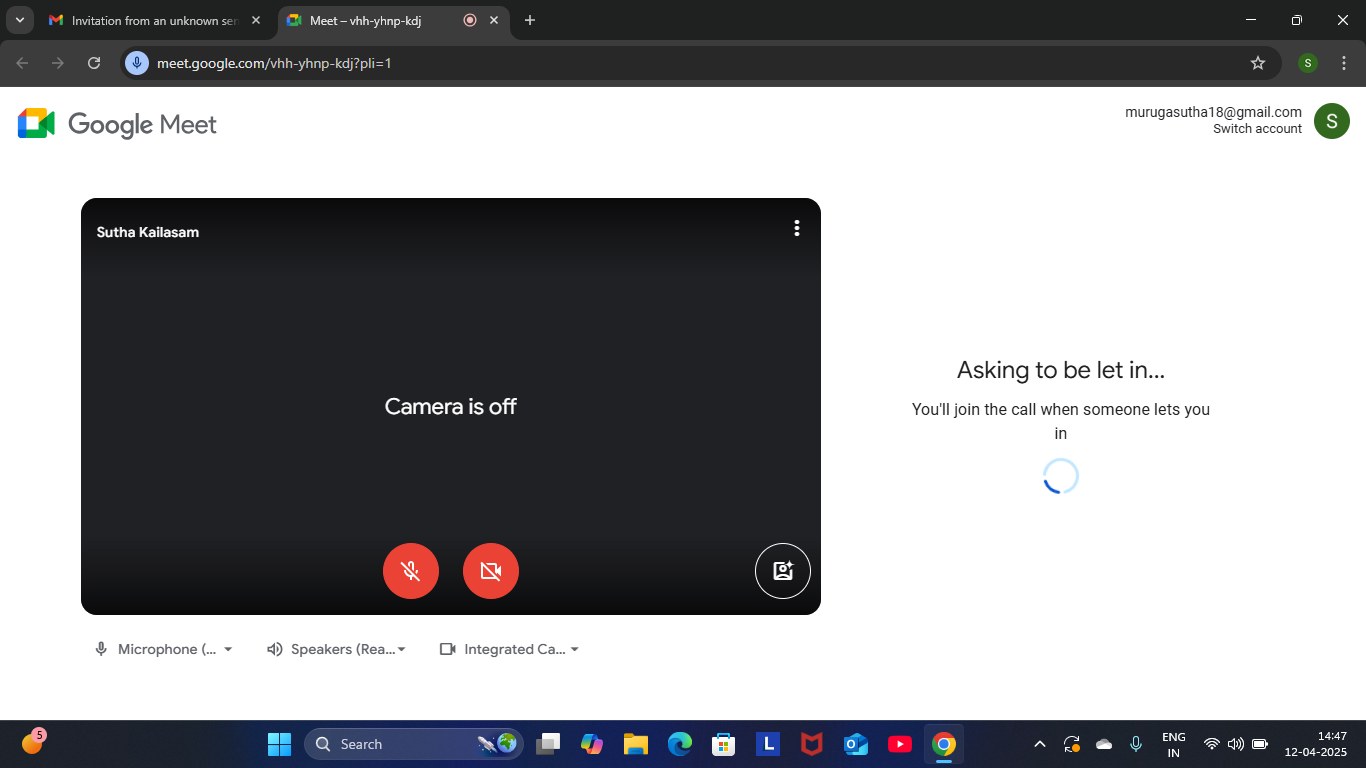 Invitation from an unknown sen
Meet – vhh-yhnp-kdj
meet.google.com/vhh-yhnp-kdj?pli=1
S
Google Meet
murugasutha18@gmail.com
Switch account
S
Sutha Kailasam
Camera is off
Asking to be let in...
You'll join the call when someone lets you
in
Microphone (...
Speakers (Rea...
Integrated Ca...
5
Search
L
ENG
IN
14:47
12-04-2025